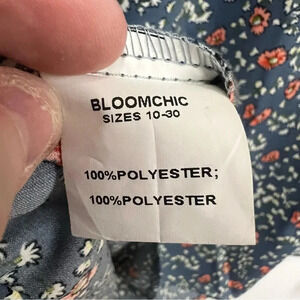 BLOOMCHIC
SIZES 10-30
100%POLYESTER;
100%POLYESTER